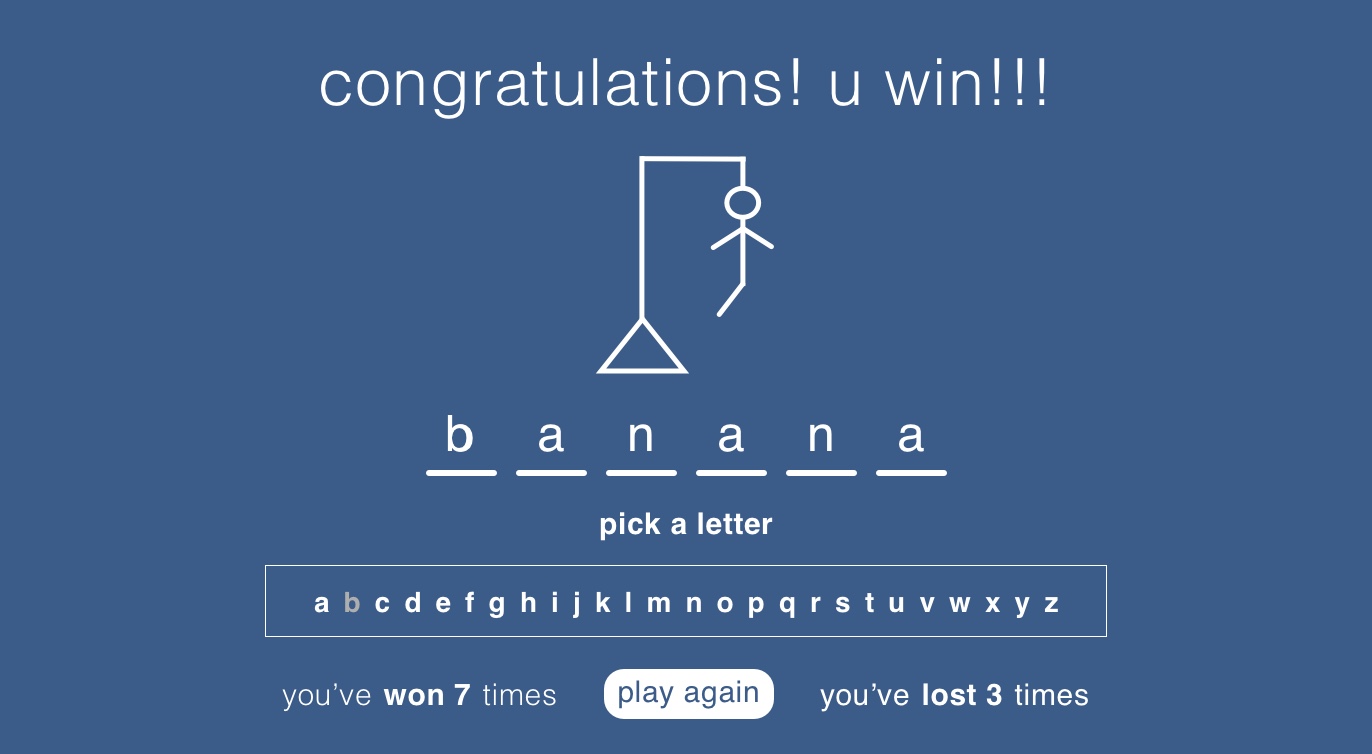 congratulations! u win!!!
b a n a n a
pick a letter
a b c d e f g h i j k l m n o p q r s t u v w x y z
you’ve won 7 times play again you’ve lost 3 times